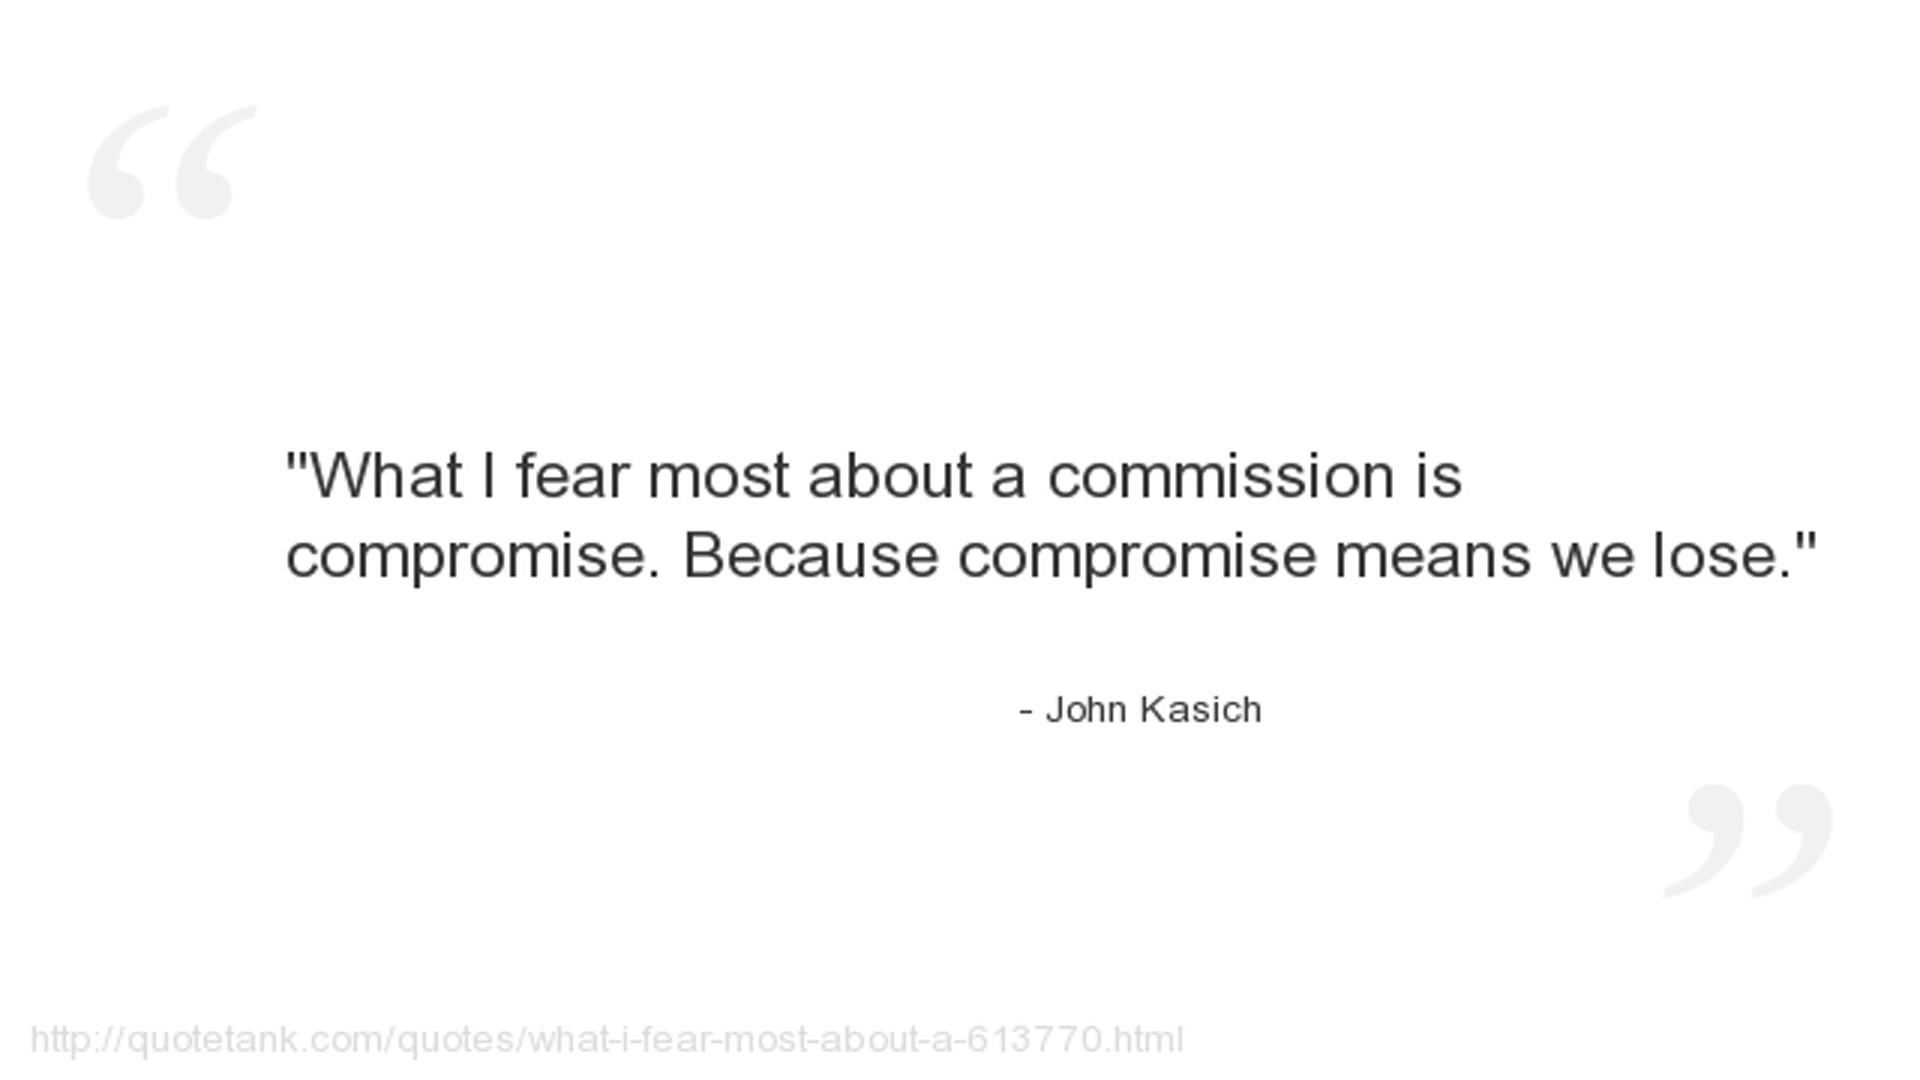 "What I fear most about a commission is
compromise. Because compromise means we lose."
- John Kasich
http://quotetank.com/quotes/what-i-fear-most-about-a-613770.html